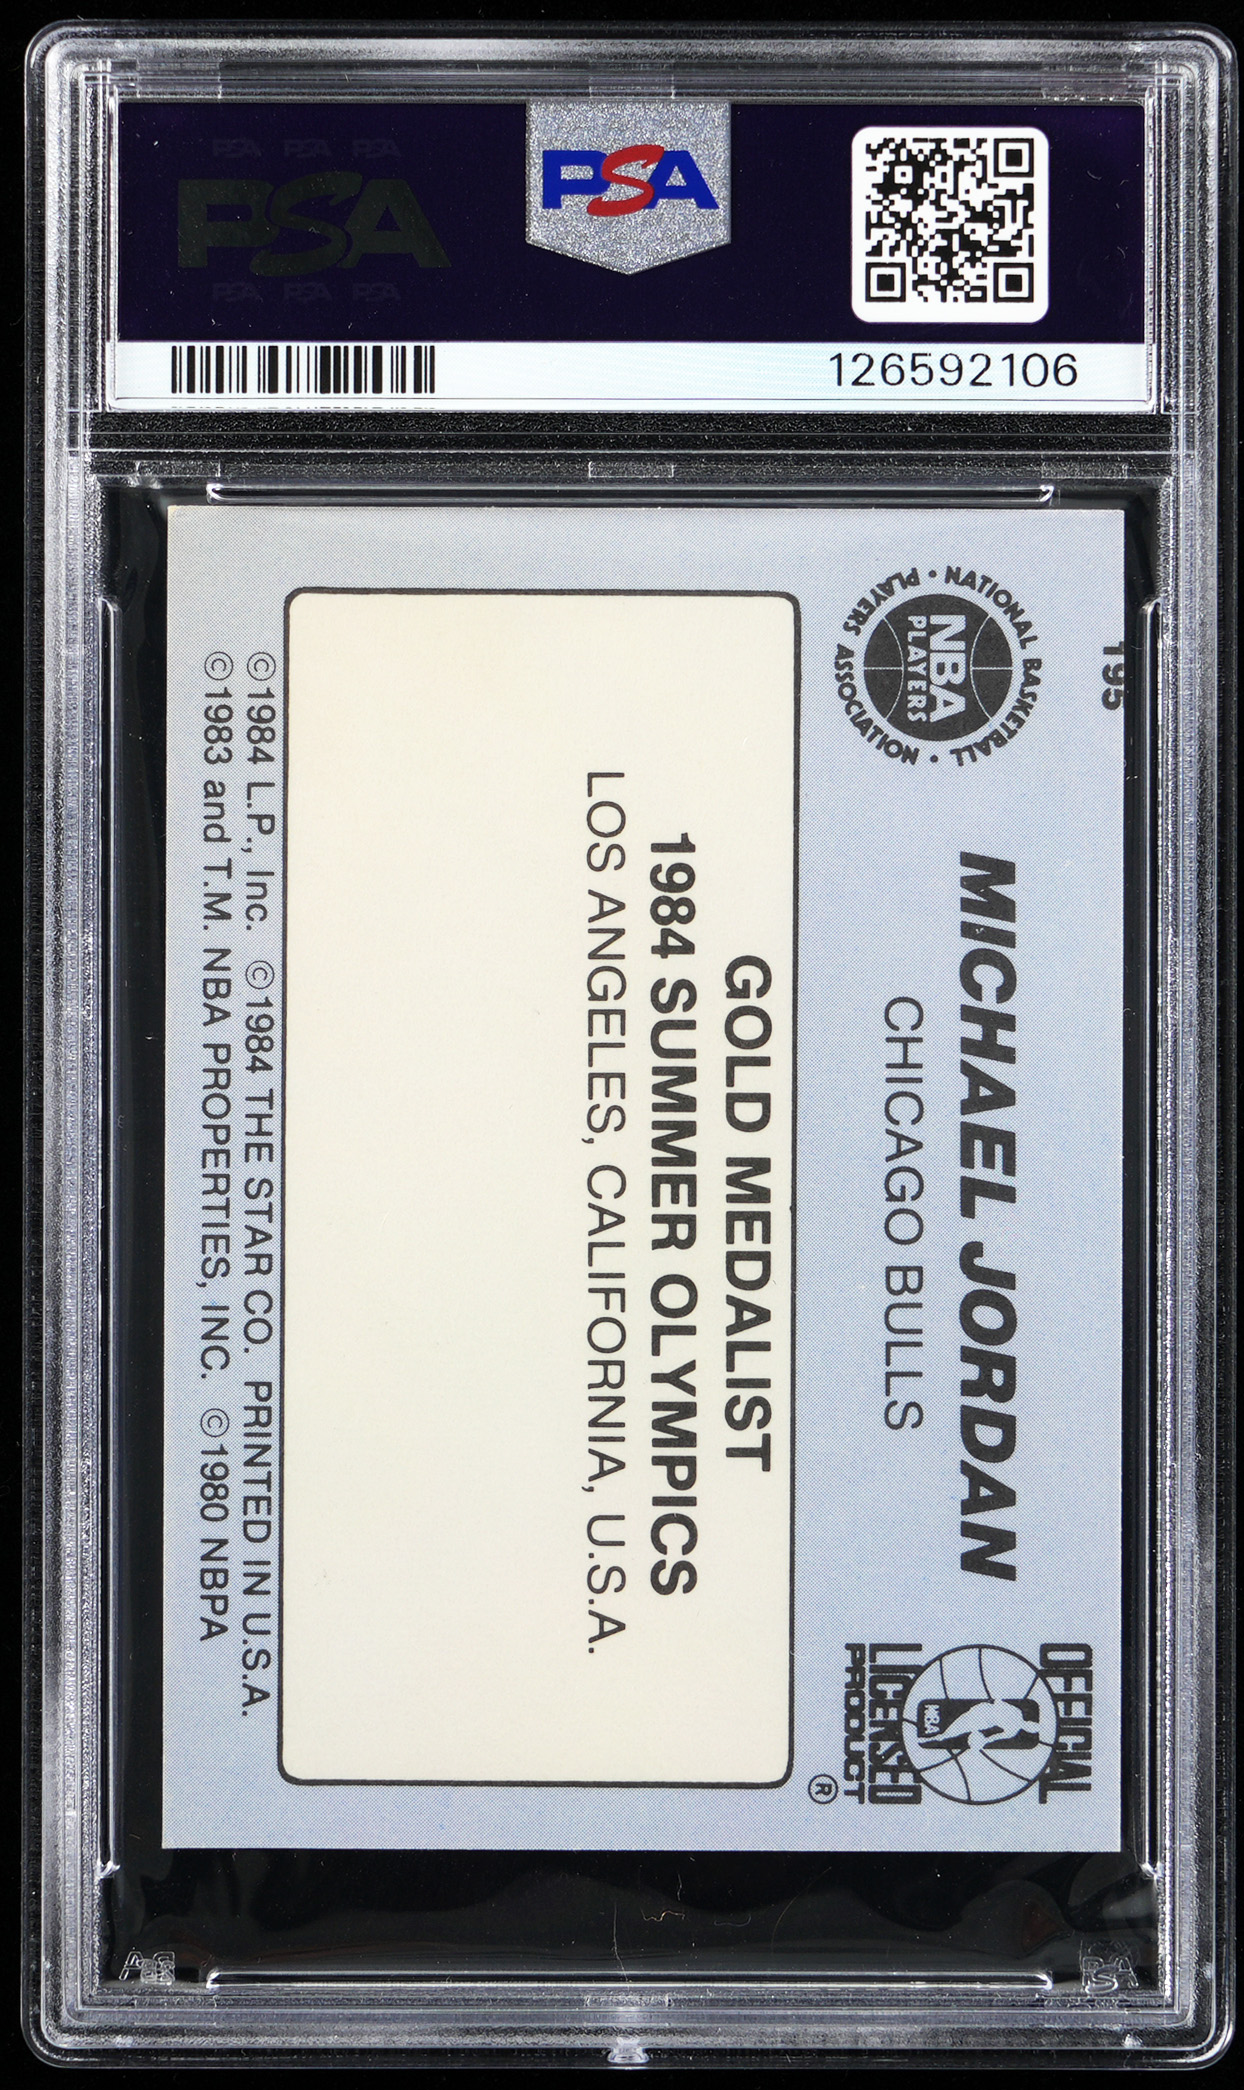 PSA PSA PSA
PSA
PSA PSA PSA
PSA
126592106
195
NATIONAL BASKETBALL
PLAYERS ASSOCIATION
NBA
PLAYERS
MICHAEL JORDAN
CHICAGO BULLS
OFFICIAL
NBA
LICENSED
PRODUCT
®
GOLD MEDALIST
1984 SUMMER OLYMPICS
LOS ANGELES, CALIFORNIA, U.S.A.
©1984 L.P., Inc. ©1984 THE STAR CO. PRINTED IN U.S.A.
©1983 and T.M. NBA PROPERTIES, INC. ©1980 NBPA
PSA